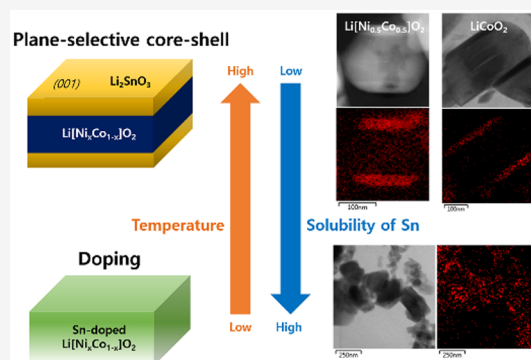 Plane-selective core-shell
(001)
Li₂SnO₃
Li[NiₓCo₁₋ₓ]O₂
High
Low
Temperature
Solubility of Sn
Low
High
Doping
Sn-doped
Li[NiₓCo₁₋ₓ]O₂
Li[Ni₀.₅Co₀.₅]O₂
LiCoO₂
100nm
100nm
250nm
250nm